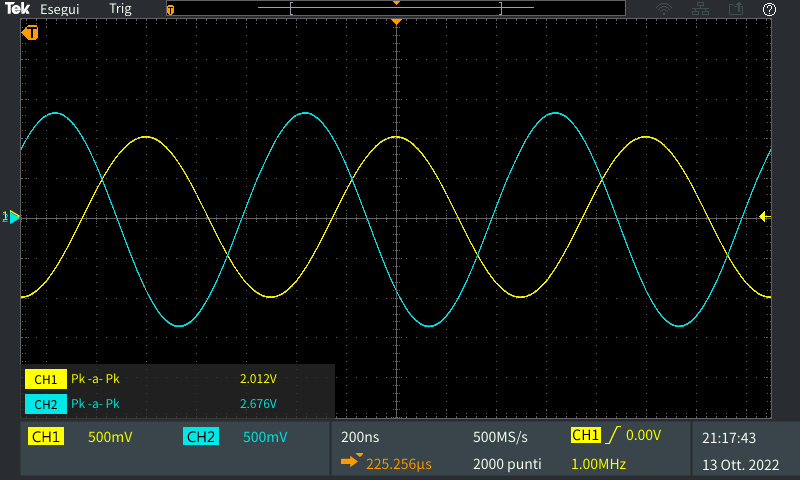 Tek Esegui Trig T ?
T
1
CH1 Pk -a- Pk 2.012V
CH2 Pk -a- Pk 2.676V
CH1 500mV CH2 500mV 200ns 500MS/s CH1 0.00V 21:17:43
225.256µs 2000 punti 1.00MHz 13 Ott. 2022